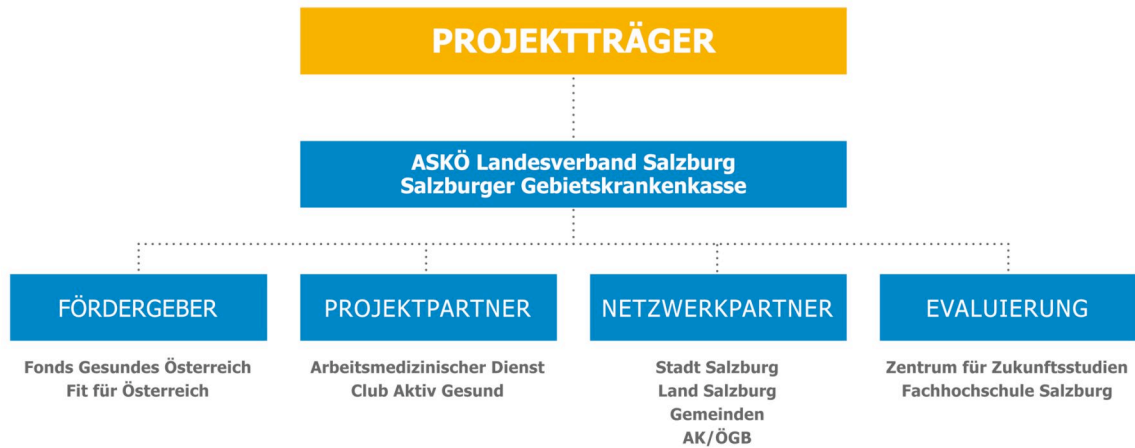 PROJEKTTRÄGER
ASKÖ Landesverband Salzburg
Salzburger Gebietskrankenkasse
FÖRDERGEBER
Fonds Gesundes Österreich
Fit für Österreich
PROJEKTPARTNER
Arbeitsmedizinischer Dienst
Club Aktiv Gesund
NETZWERKPARTNER
Stadt Salzburg
Land Salzburg
Gemeinden
AK/ÖGB
EVALUIERUNG
Zentrum für Zukunftsstudien
Fachhochschule Salzburg